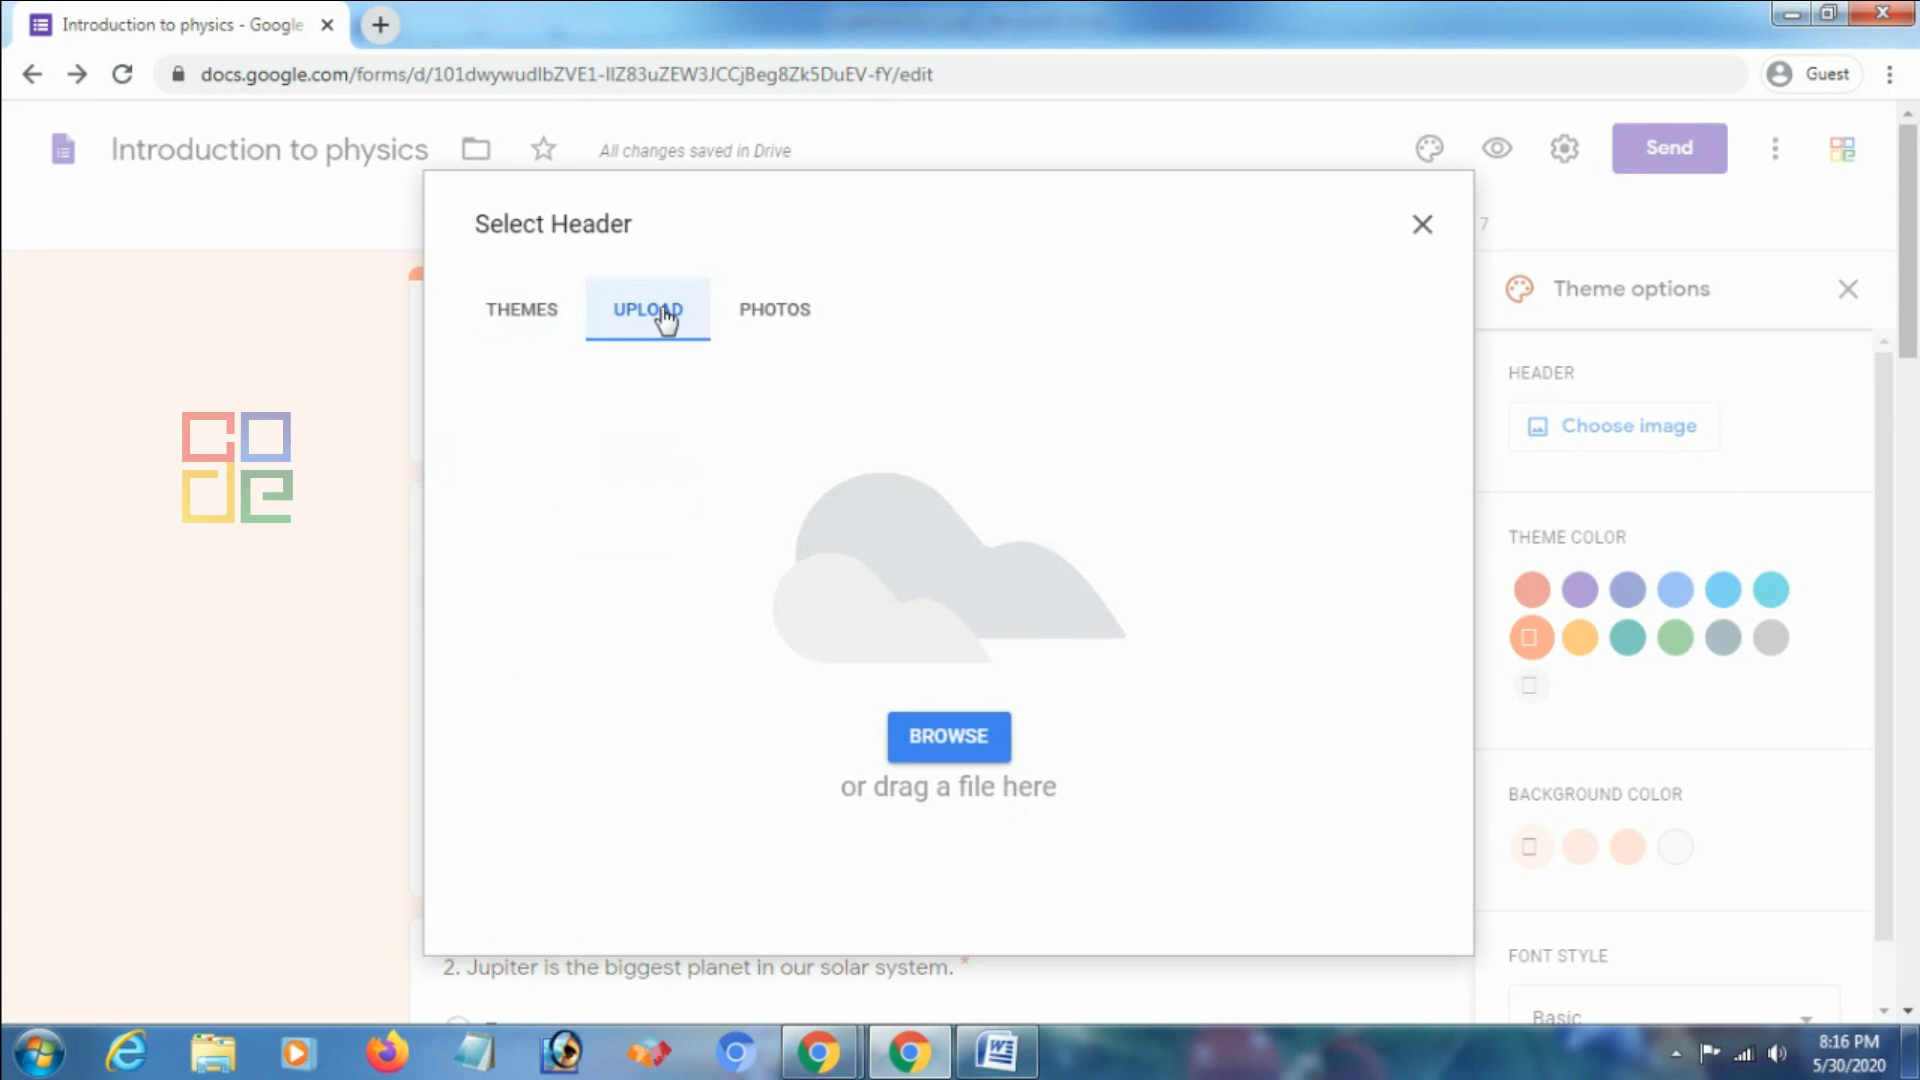 Introduction to physics - Google
docs.google.com/forms/d/101dwywudlbZVE1-IlZ83uZEW3JCCjBeg8Zk5DuEV-fY/edit
Guest
Introduction to physics
All changes saved in Drive
Send
Select Header
7
THEMES
UPLOAD
PHOTOS
Theme options
HEADER
Choose image
CODE
THEME COLOR
BROWSE
or drag a file here
BACKGROUND COLOR
FONT STYLE
2. Jupiter is the biggest planet in our solar system. *
Basic
8:16 PM
5/30/2020